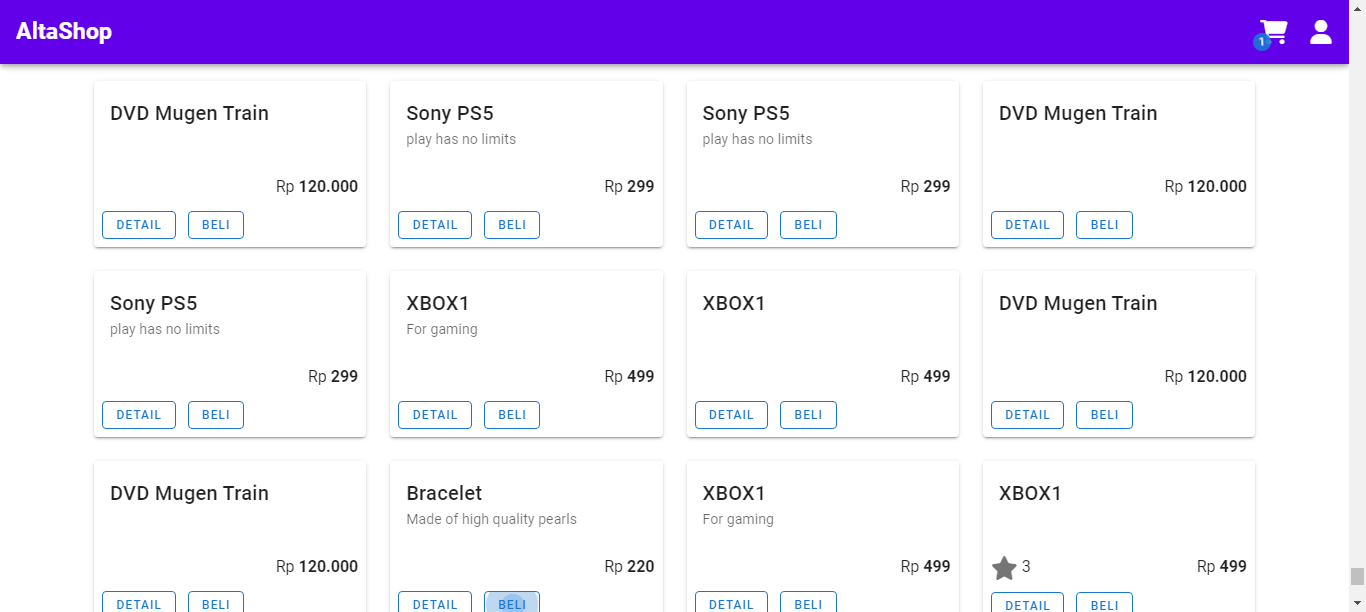 AltaShop
1
DVD Mugen Train
Rp 120.000
DETAIL BELI
Sony PS5
play has no limits
Rp 299
DETAIL BELI
Sony PS5
play has no limits
Rp 299
DETAIL BELI
DVD Mugen Train
Rp 120.000
DETAIL BELI
Sony PS5
play has no limits
Rp 299
DETAIL BELI
XBOX1
For gaming
Rp 499
DETAIL BELI
XBOX1
Rp 499
DETAIL BELI
DVD Mugen Train
Rp 120.000
DETAIL BELI
DVD Mugen Train
Rp 120.000
DETAIL BELI
Bracelet
Made of high quality pearls
Rp 220
DETAIL BELI
XBOX1
For gaming
Rp 499
DETAIL BELI
XBOX1
3 Rp 499
DETAIL BELI